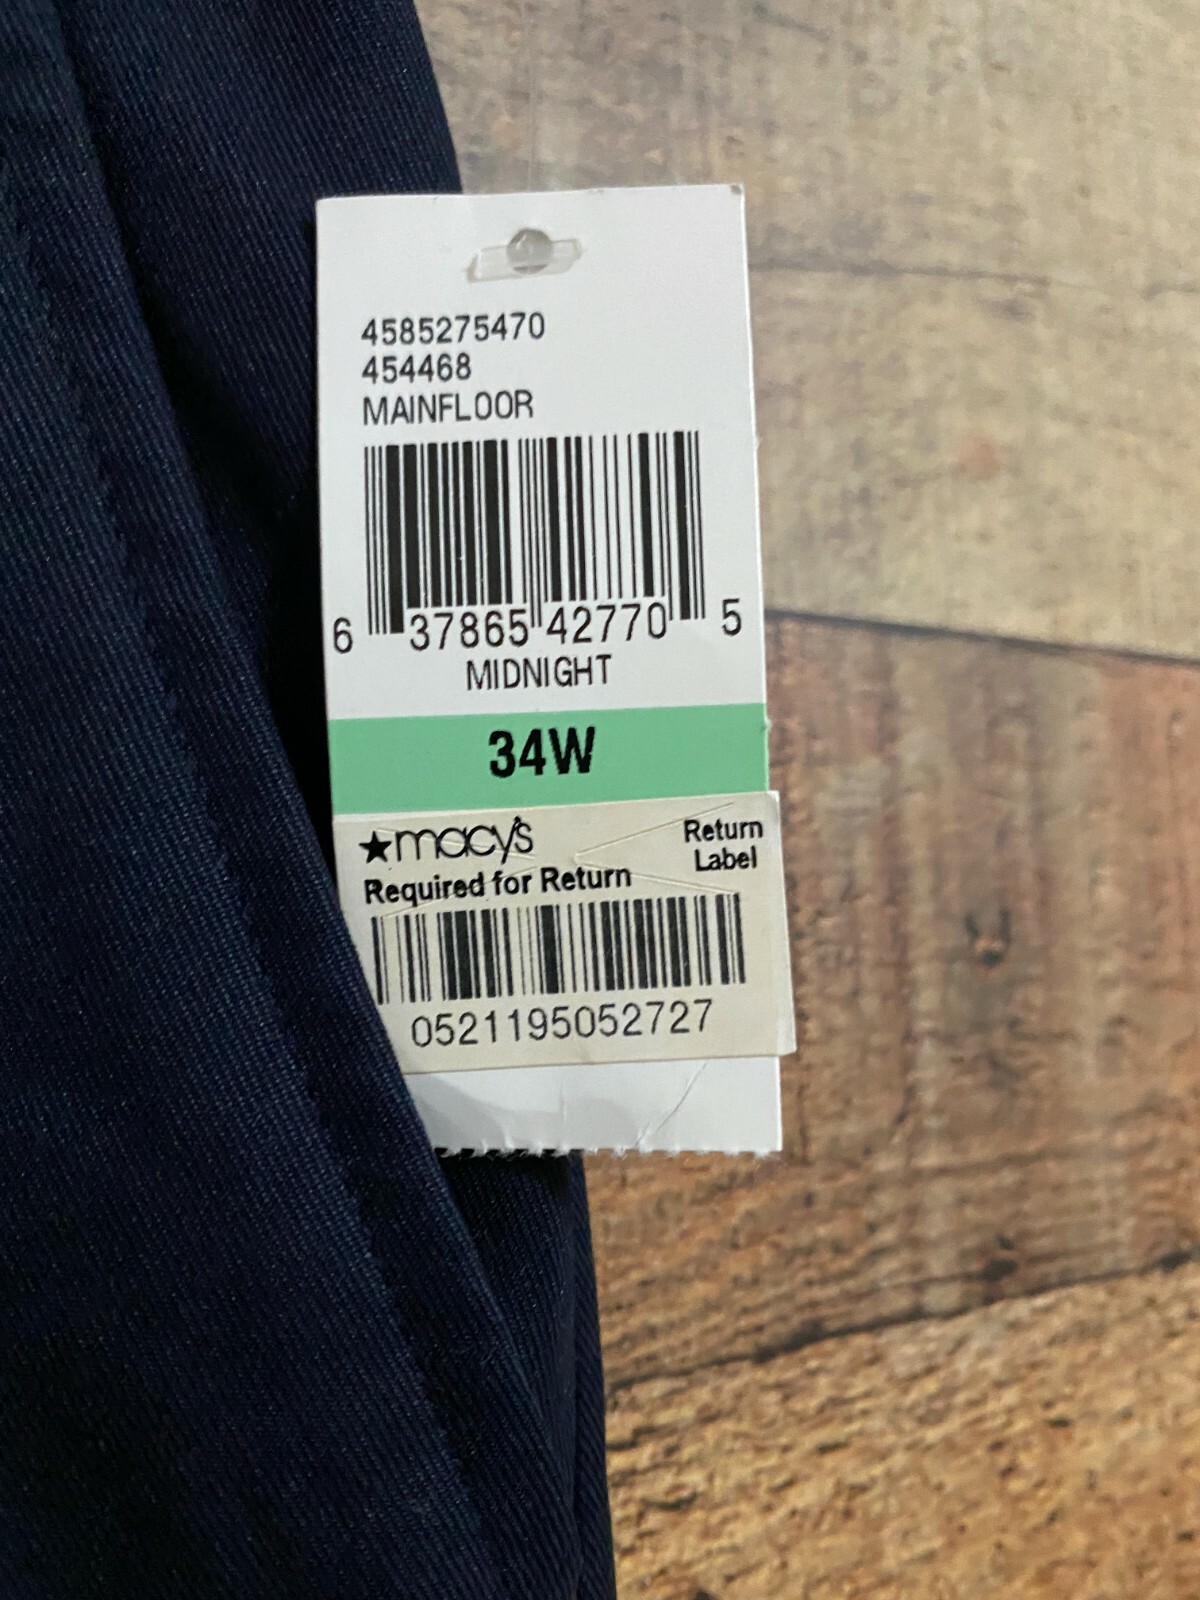 4585275470
454468
MAINFLOOR
6 37865 42770 5
MIDNIGHT
34W
★macy's
Return
Label
Required for Return
0521195052727